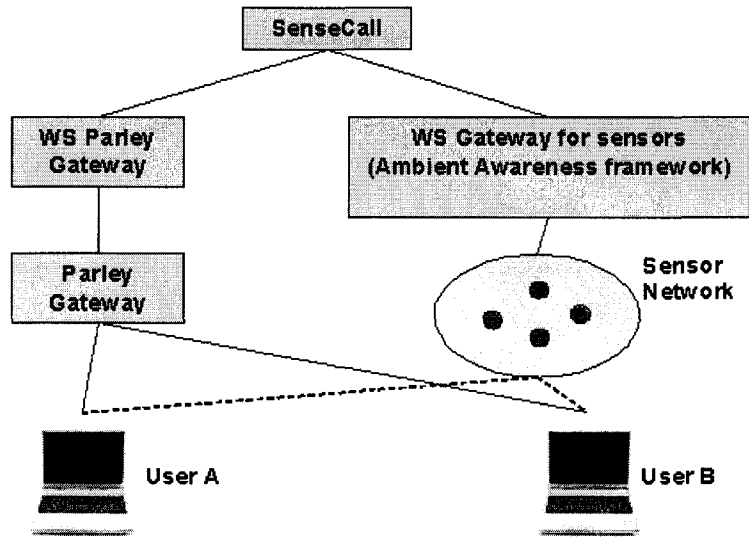 SenseCall
WS Parley
Gateway
WS Gateway for sensors
(Ambient Awareness framework)
Parley
Gateway
Sensor
Network
User A
User B